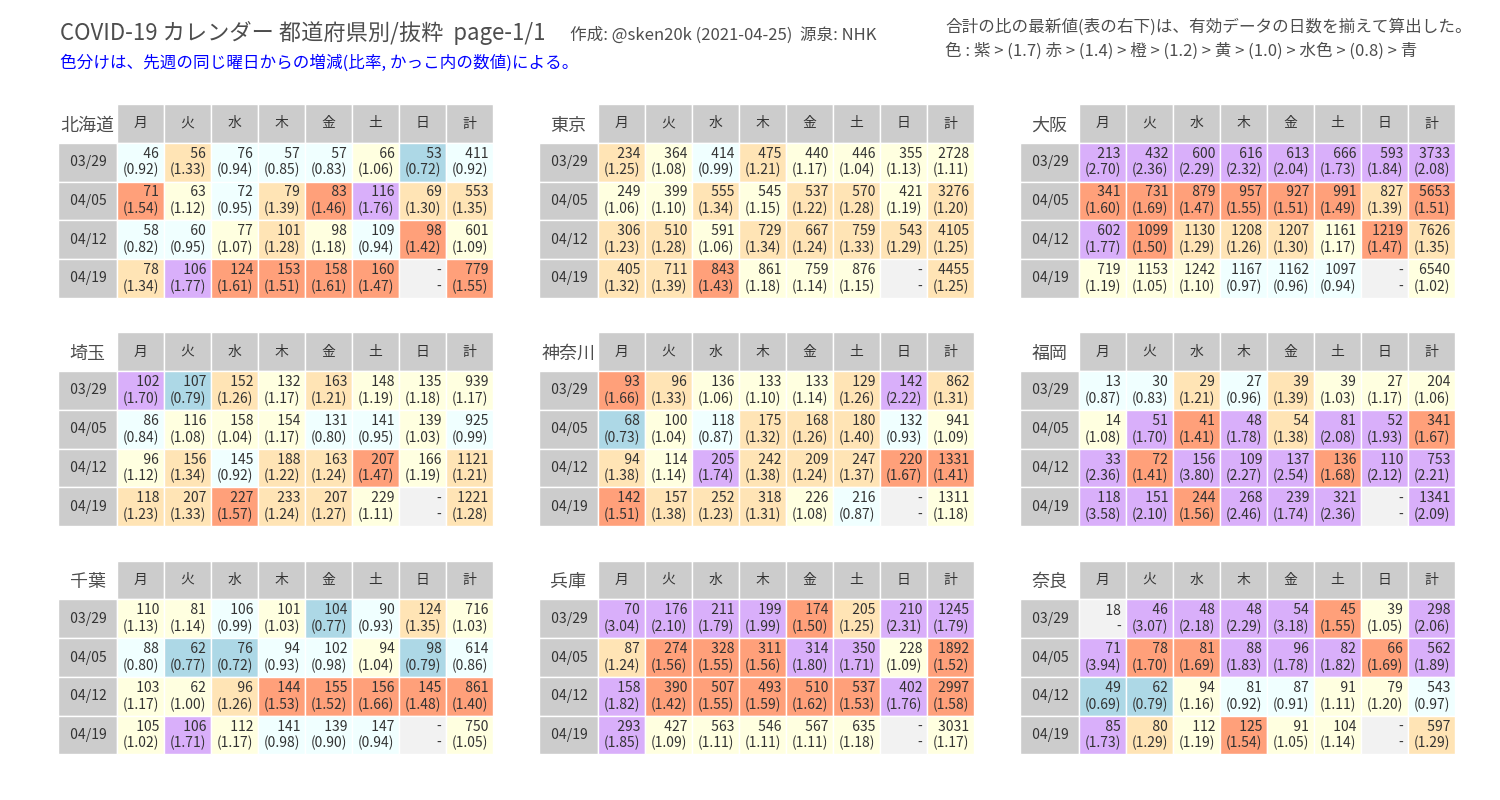 COVID-19 カレンダー 都道府県別/抜粋 page-1/1 作成: @sken20k (2021-04-25) 源泉: NHK
合計の比の最新値(表の右下)は、有効データの日数を揃えて算出した。
色分けは、先週の同じ曜日からの増減(比率, かっこ内の数値)による。
色 : 紫 > (1.7) 赤 > (1.4) > 橙 > (1.2) > 黄 > (1.0) > 水色 > (0.8) > 青
北海道 月 火 水 木 金 土 日 計
03/29 46 56 76 57 57 66 53 411
(0.92) (1.33) (0.94) (0.85) (0.83) (1.06) (0.72) (0.92)
04/05 71 63 72 79 83 116 69 553
(1.54) (1.12) (0.95) (1.39) (1.46) (1.76) (1.30) (1.35)
04/12 58 60 77 101 98 109 98 601
(0.82) (0.95) (1.07) (1.28) (1.18) (0.94) (1.42) (1.09)
04/19 78 106 124 153 158 160 - 779
(1.34) (1.77) (1.61) (1.51) (1.61) (1.47) - (1.55)
東京 月 火 水 木 金 土 日 計
03/29 234 364 414 475 440 446 355 2728
(1.25) (1.08) (0.99) (1.21) (1.17) (1.04) (1.13) (1.11)
04/05 249 399 555 545 537 570 421 3276
(1.06) (1.10) (1.34) (1.15) (1.22) (1.28) (1.19) (1.20)
04/12 306 510 591 729 667 759 543 4105
(1.23) (1.28) (1.06) (1.34) (1.24) (1.33) (1.29) (1.25)
04/19 405 711 843 861 759 876 - 4455
(1.32) (1.39) (1.43) (1.18) (1.14) (1.15) - (1.25)
大阪 月 火 水 木 金 土 日 計
03/29 213 432 600 616 613 666 593 3733
(2.70) (2.36) (2.29) (2.32) (2.04) (1.73) (1.84) (2.08)
04/05 341 731 879 957 927 991 827 5653
(1.60) (1.69) (1.47) (1.55) (1.51) (1.49) (1.39) (1.51)
04/12 602 1099 1130 1208 1207 1161 1219 7626
(1.77) (1.50) (1.29) (1.26) (1.30) (1.17) (1.47) (1.35)
04/19 719 1153 1242 1167 1162 1097 - 6540
(1.19) (1.05) (1.10) (0.97) (0.96) (0.94) - (1.02)
埼玉 月 火 水 木 金 土 日 計
03/29 102 107 152 132 163 148 135 939
(1.70) (0.79) (1.26) (1.17) (1.21) (1.19) (1.18) (1.17)
04/05 86 116 158 154 131 141 139 925
(0.84) (1.08) (1.04) (1.17) (0.80) (0.95) (1.03) (0.99)
04/12 96 156 145 188 163 207 166 1121
(1.12) (1.34) (0.92) (1.22) (1.24) (1.47) (1.19) (1.21)
04/19 118 207 227 233 207 229 - 1221
(1.23) (1.33) (1.57) (1.24) (1.27) (1.11) - (1.28)
神奈川 月 火 水 木 金 土 日 計
03/29 93 96 136 133 133 129 142 862
(1.66) (1.33) (1.06) (1.10) (1.14) (1.26) (2.22) (1.31)
04/05 68 100 118 175 168 180 132 941
(0.73) (1.04) (0.87) (1.32) (1.26) (1.40) (0.93) (1.09)
04/12 94 114 205 242 209 247 220 1331
(1.38) (1.14) (1.74) (1.38) (1.24) (1.37) (1.67) (1.41)
04/19 142 157 252 318 226 216 - 1311
(1.51) (1.38) (1.23) (1.31) (1.08) (0.87) - (1.18)
福岡 月 火 水 木 金 土 日 計
03/29 13 30 29 27 39 39 27 204
(0.87) (0.83) (1.21) (0.96) (1.39) (1.03) (1.17) (1.06)
04/05 14 51 41 48 54 81 52 341
(1.08) (1.70) (1.41) (1.78) (1.38) (2.08) (1.93) (1.67)
04/12 33 72 156 109 137 136 110 753
(2.36) (1.41) (3.80) (2.27) (2.54) (1.68) (2.12) (2.21)
04/19 118 151 244 268 239 321 - 1341
(3.58) (2.10) (1.56) (2.46) (1.74) (2.36) - (2.09)
千葉 月 火 水 木 金 土 日 計
03/29 110 81 106 101 104 90 124 716
(1.13) (1.14) (0.99) (1.03) (0.77) (0.93) (1.35) (1.03)
04/05 88 62 76 94 102 94 98 614
(0.80) (0.77) (0.72) (0.93) (0.98) (1.04) (0.79) (0.86)
04/12 103 62 96 144 155 156 145 861
(1.17) (1.00) (1.26) (1.53) (1.52) (1.66) (1.48) (1.40)
04/19 105 106 112 141 139 147 - 750
(1.02) (1.71) (1.17) (0.98) (0.90) (0.94) - (1.05)
兵庫 月 火 水 木 金 土 日 計
03/29 70 176 211 199 174 205 210 1245
(3.04) (2.10) (1.79) (1.99) (1.50) (1.25) (2.31) (1.79)
04/05 87 274 328 311 314 350 228 1892
(1.24) (1.56) (1.55) (1.56) (1.80) (1.71) (1.09) (1.52)
04/12 158 390 507 493 510 537 402 2997
(1.82) (1.42) (1.55) (1.59) (1.62) (1.53) (1.76) (1.58)
04/19 293 427 563 546 567 635 - 3031
(1.85) (1.09) (1.11) (1.11) (1.11) (1.18) - (1.17)
奈良 月 火 水 木 金 土 日 計
03/29 18 46 48 48 54 45 39 298
- (3.07) (2.18) (2.29) (3.18) (1.55) (1.05) (2.06)
04/05 71 78 81 88 96 82 66 562
(3.94) (1.70) (1.69) (1.83) (1.78) (1.82) (1.69) (1.89)
04/12 49 62 94 81 87 91 79 543
(0.69) (0.79) (1.16) (0.92) (0.91) (1.11) (1.20) (0.97)
04/19 85 80 112 125 91 104 - 597
(1.73) (1.29) (1.19) (1.54) (1.05) (1.14) - (1.29)